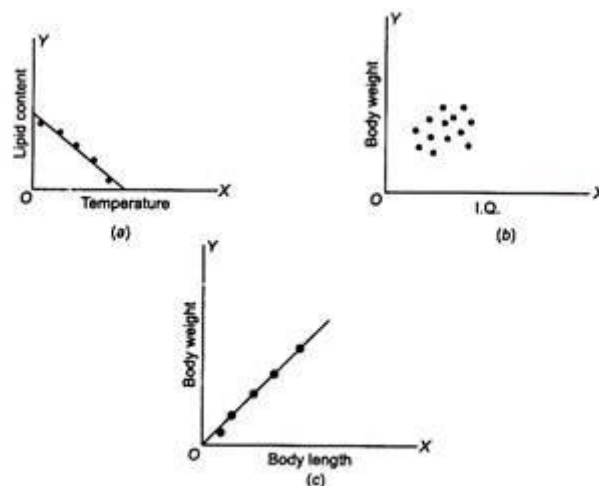 Y
Lipid content
O
X
Temperature
(a)
Y
Body weight
O
X
I.Q.
(b)
Y
Body weight
O
X
Body length
(c)